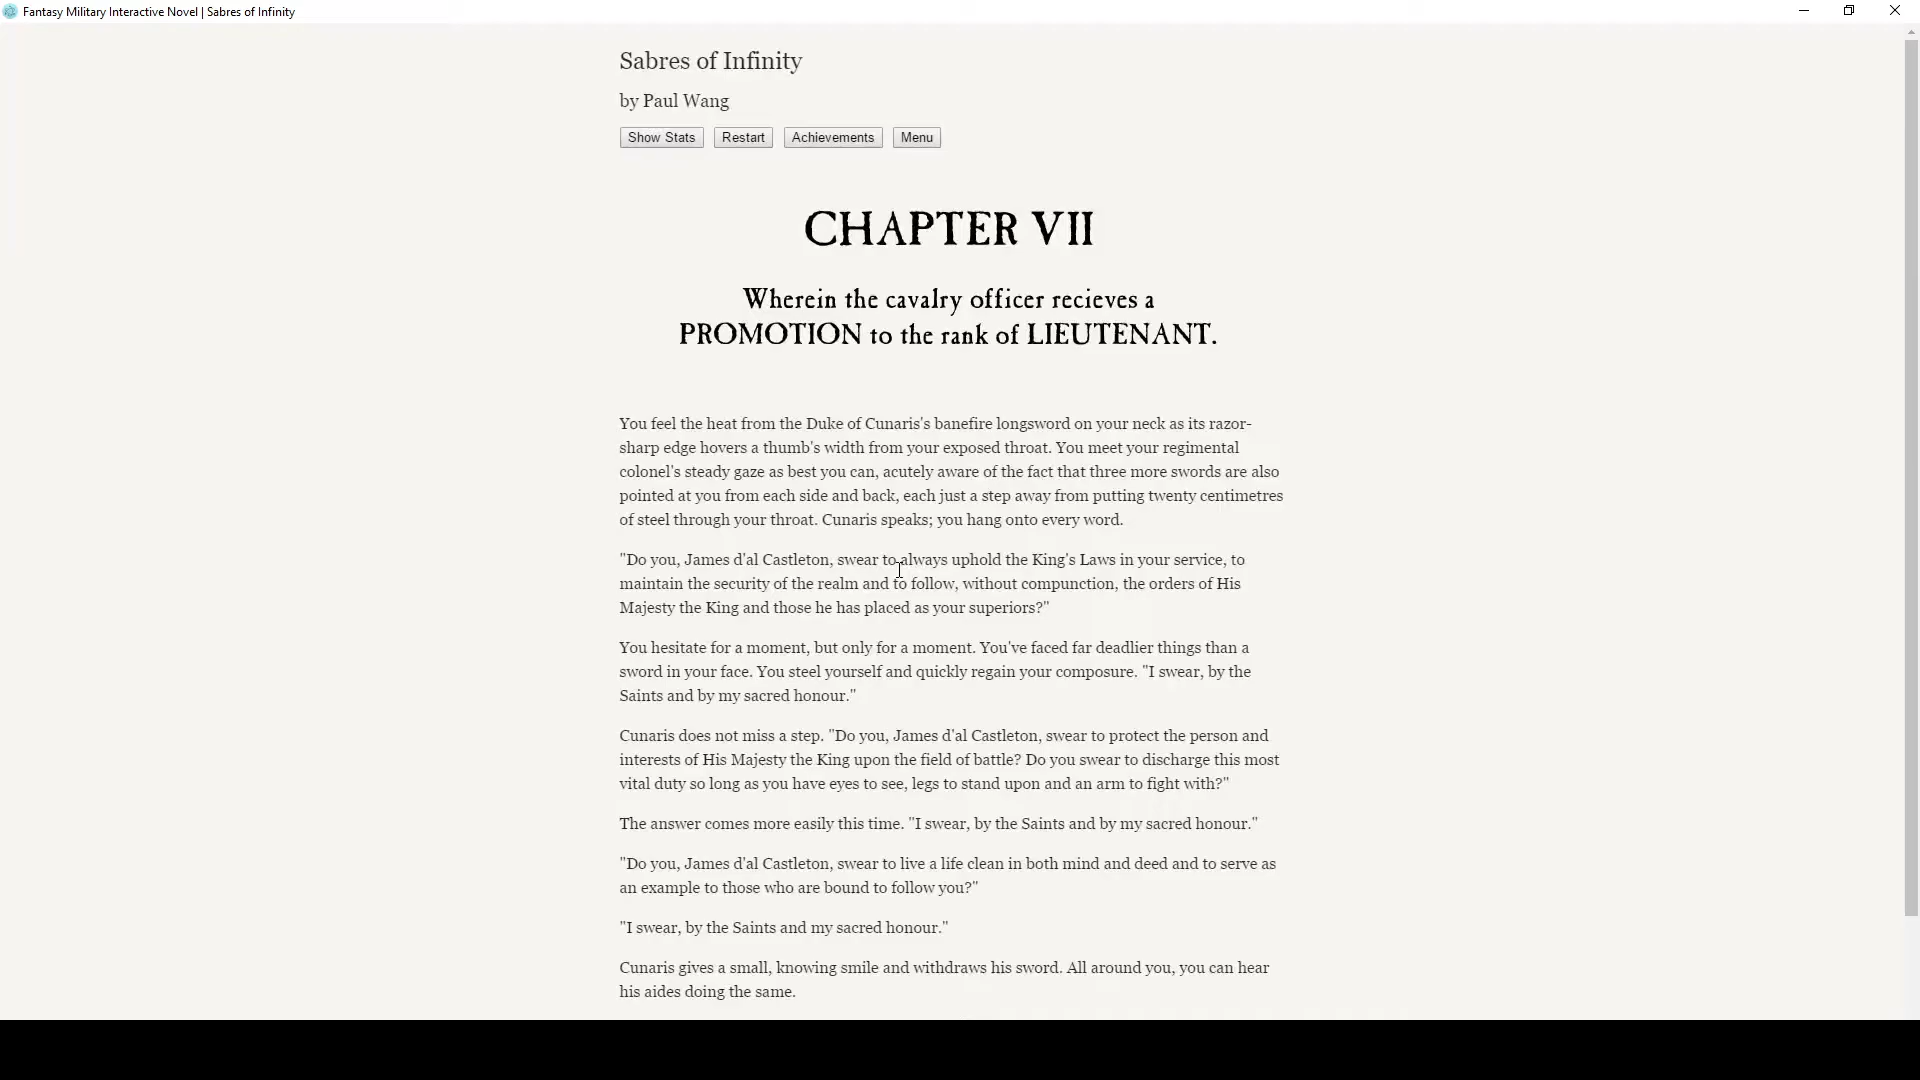 Fantasy Military Interactive Novel | Sabres of Infinity
Sabres of Infinity
by Paul Wang
Show Stats Restart Achievements Menu
CHAPTER VII
Wherein the cavalry officer recieves a
PROMOTION to the rank of LIEUTENANT.
You feel the heat from the Duke of Cunaris's banefire longsword on your neck as its razor-
sharp edge hovers a thumb's width from your exposed throat. You meet your regimental
colonel's steady gaze as best you can, acutely aware of the fact that three more swords are also
pointed at you from each side and back, each just a step away from putting twenty centimetres
of steel through your throat. Cunaris speaks; you hang onto every word.
"Do you, James d'al Castleton, swear to always uphold the King's Laws in your service, to
maintain the security of the realm and to follow, without compunction, the orders of His
Majesty the King and those he has placed as your superiors?"
You hesitate for a moment, but only for a moment. You've faced far deadlier things than a
sword in your face. You steel yourself and quickly regain your composure. "I swear, by the
Saints and by my sacred honour."
Cunaris does not miss a step. "Do you, James d'al Castleton, swear to protect the person and
interests of His Majesty the King upon the field of battle? Do you swear to discharge this most
vital duty so long as you have eyes to see, legs to stand upon and an arm to fight with?"
The answer comes more easily this time. "I swear, by the Saints and by my sacred honour."
"Do you, James d'al Castleton, swear to live a life clean in both mind and deed and to serve as
an example to those who are bound to follow you?"
"I swear, by the Saints and my sacred honour."
Cunaris gives a small, knowing smile and withdraws his sword. All around you, you can hear
his aides doing the same.